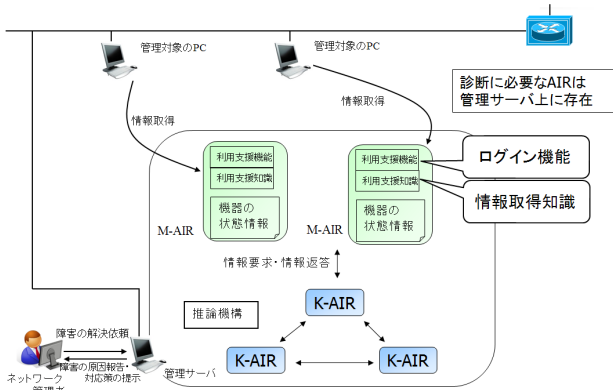 管理対象のPC
管理対象のPC
診断に必要なAIRは
管理サーバ上に存在
情報取得
情報取得
利用支援機能
利用支援知識
機器の
状態情報
M-AIR
利用支援機能
利用支援知識
機器の
状態情報
M-AIR
ログイン機能
情報取得知識
情報要求・情報返答
推論機構
K-AIR
K-AIR
K-AIR
障害の解決依頼
障害の原因報告・
対応策の提示
管理サーバ
ネットワーク
管理者